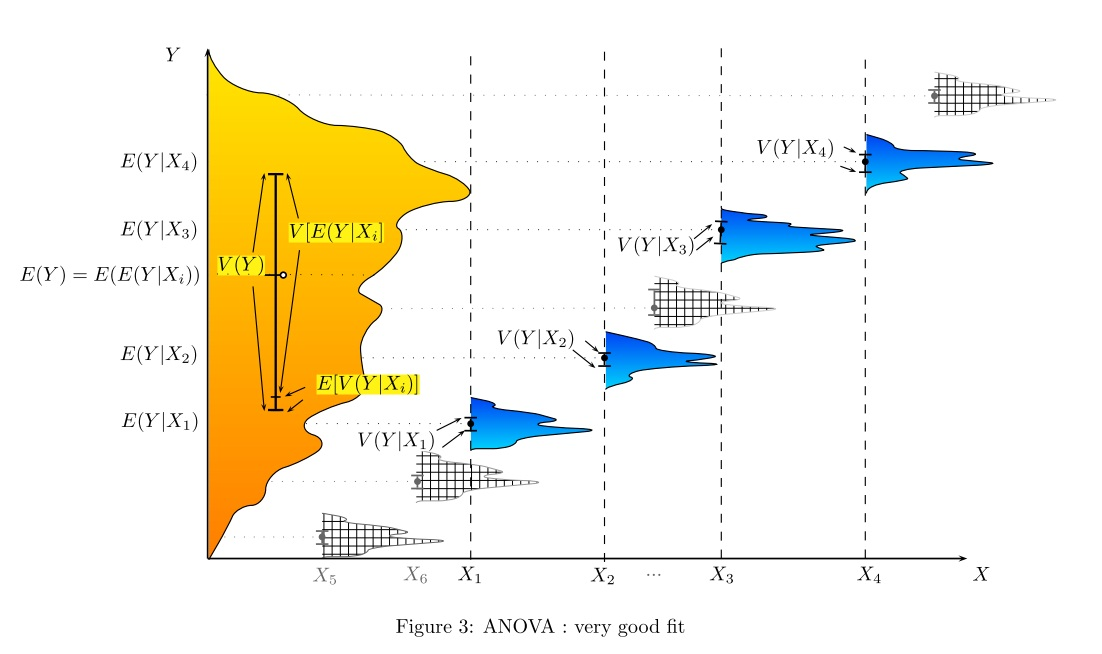 Y
E(Y|X₄)
V(Y|X₄)
E(Y|X₃)
V[E(Y|Xᵢ]
V(Y|X₃)
V(Y)
E(Y) = E(E(Y|Xᵢ))
V(Y|X₂)
E(Y|X₂)
E[V(Y|Xᵢ)]
E(Y|X₁)
V(Y|X₁)
X₅ X₆ X₁ X₂ ... X₃ X₄ X
Figure 3: ANOVA : very good fit